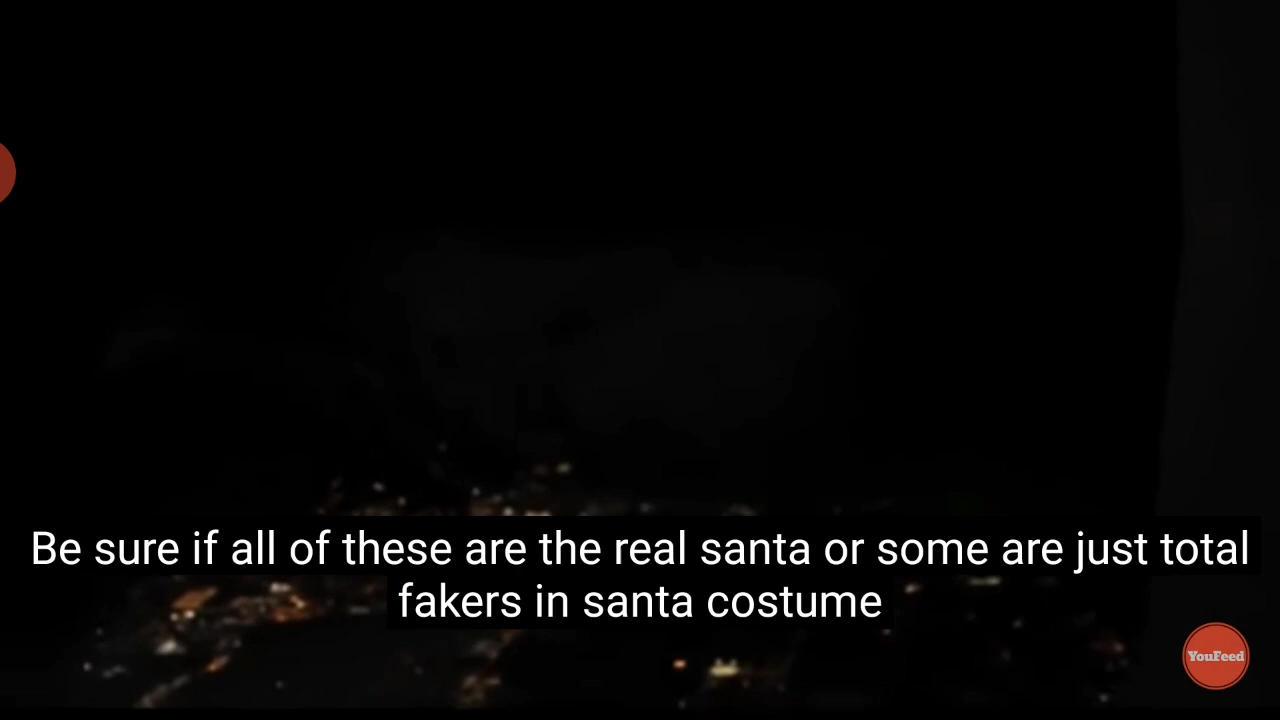 Be sure if all of these are the real santa or some are just total
fakers in santa costume
YouFeed